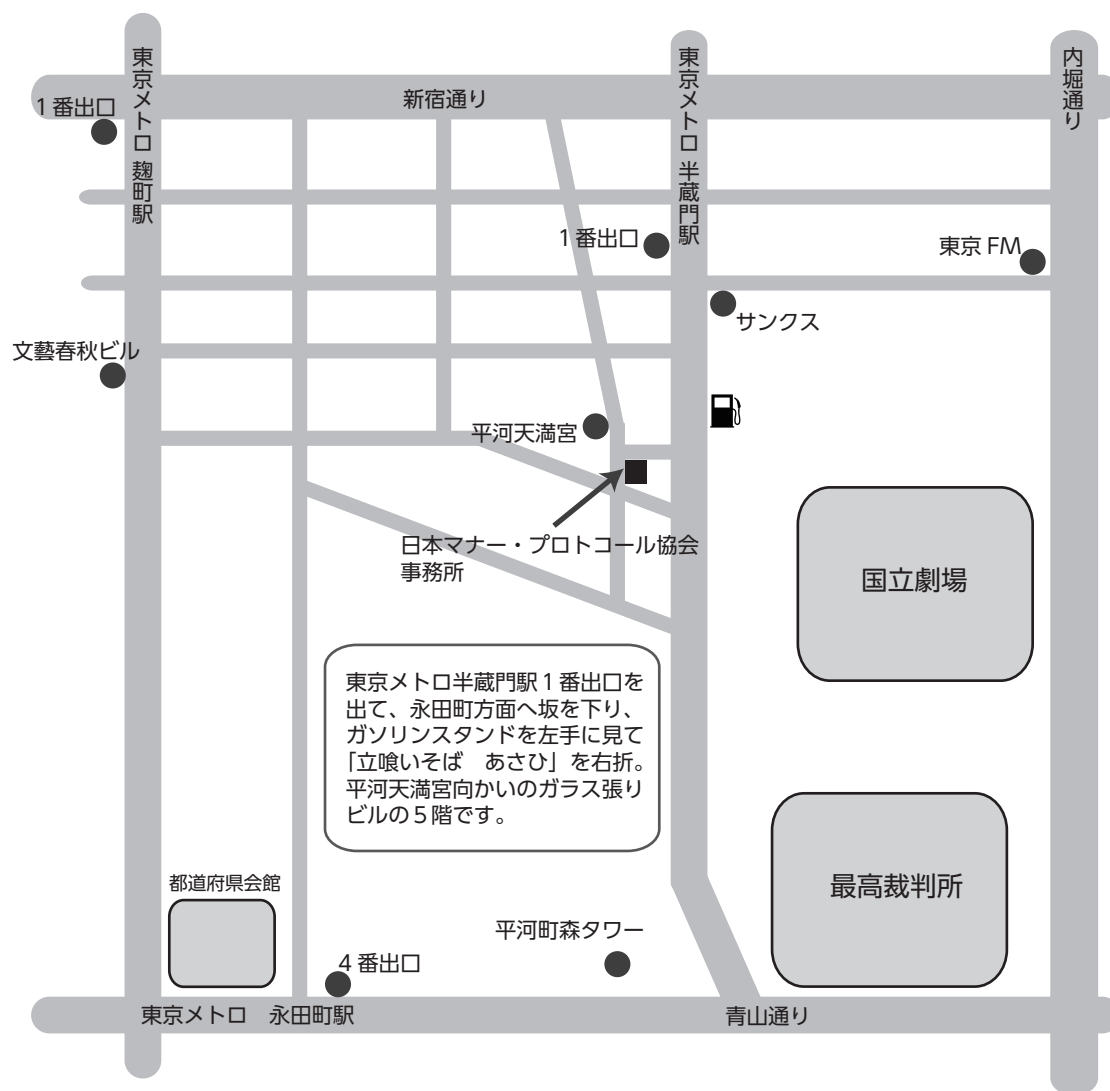 東京メトロ 麹町駅
東京メトロ 半蔵門駅
内堀通り
新宿通り
1番出口
1番出口
東京 FM
サンクス
文藝春秋ビル
平河天満宮
日本マナー・プロトコール協会
事務所
国立劇場
東京メトロ半蔵門駅1番出口を
出て、永田町方面へ坂を下り、
ガソリンスタンドを左手に見て
「立喰いそば　あさひ」を右折。
平河天満宮向かいのガラス張り
ビルの5階です。
最高裁判所
都道府県会館
平河町森タワー
4番出口
東京メトロ　永田町駅
青山通り